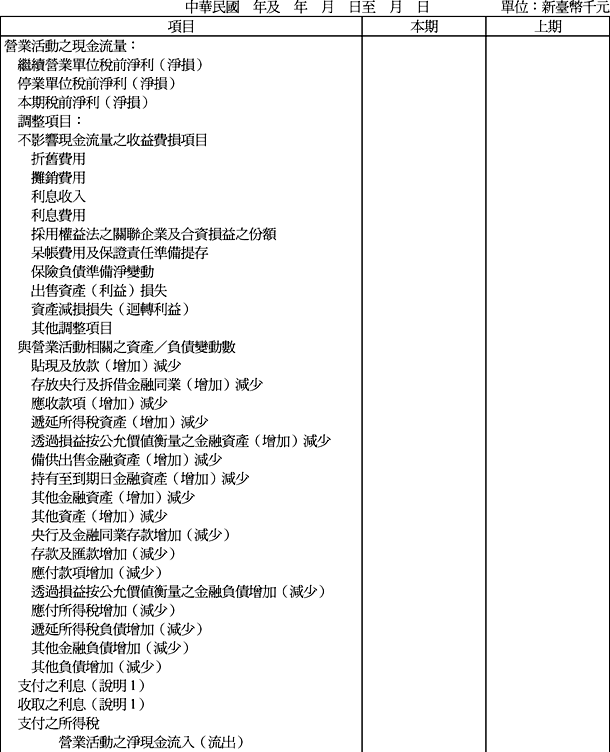 中華民國　年及　年　月　日至　月　日　　　單位：新臺幣千元
項目　本期　上期
營業活動之現金流量：
繼續營業單位稅前淨利（淨損）
停業單位稅前淨利（淨損）
本期稅前淨利（淨損）
調整項目：
不影響現金流量之收益費損項目
折舊費用
攤銷費用
利息收入
利息費用
採用權益法之關聯企業及合資損益之份額
呆帳費用及保證責任準備提存
保險負債準備淨變動
出售資產（利益）損失
資產減損損失（迴轉利益）
其他調整項目
與營業活動相關之資產／負債變動數
貼現及放款（增加）減少
存放央行及拆借金融同業（增加）減少
應收款項（增加）減少
遞延所得稅資產（增加）減少
透過損益按公允價值衡量之金融資產（增加）減少
備供出售金融資產（增加）減少
持有至到期日金融資產（增加）減少
其他金融資產（增加）減少
其他資產（增加）減少
央行及金融同業存款增加（減少）
存款及匯款增加（減少）
應付款項增加（減少）
透過損益按公允價值衡量之金融負債增加（減少）
應付所得稅增加（減少）
遞延所得稅負債增加（減少）
其他金融負債增加（減少）
其他負債增加（減少）
支付之利息（說明1）
收取之利息（說明1）
支付之所得稅
營業活動之淨現金流入（流出）